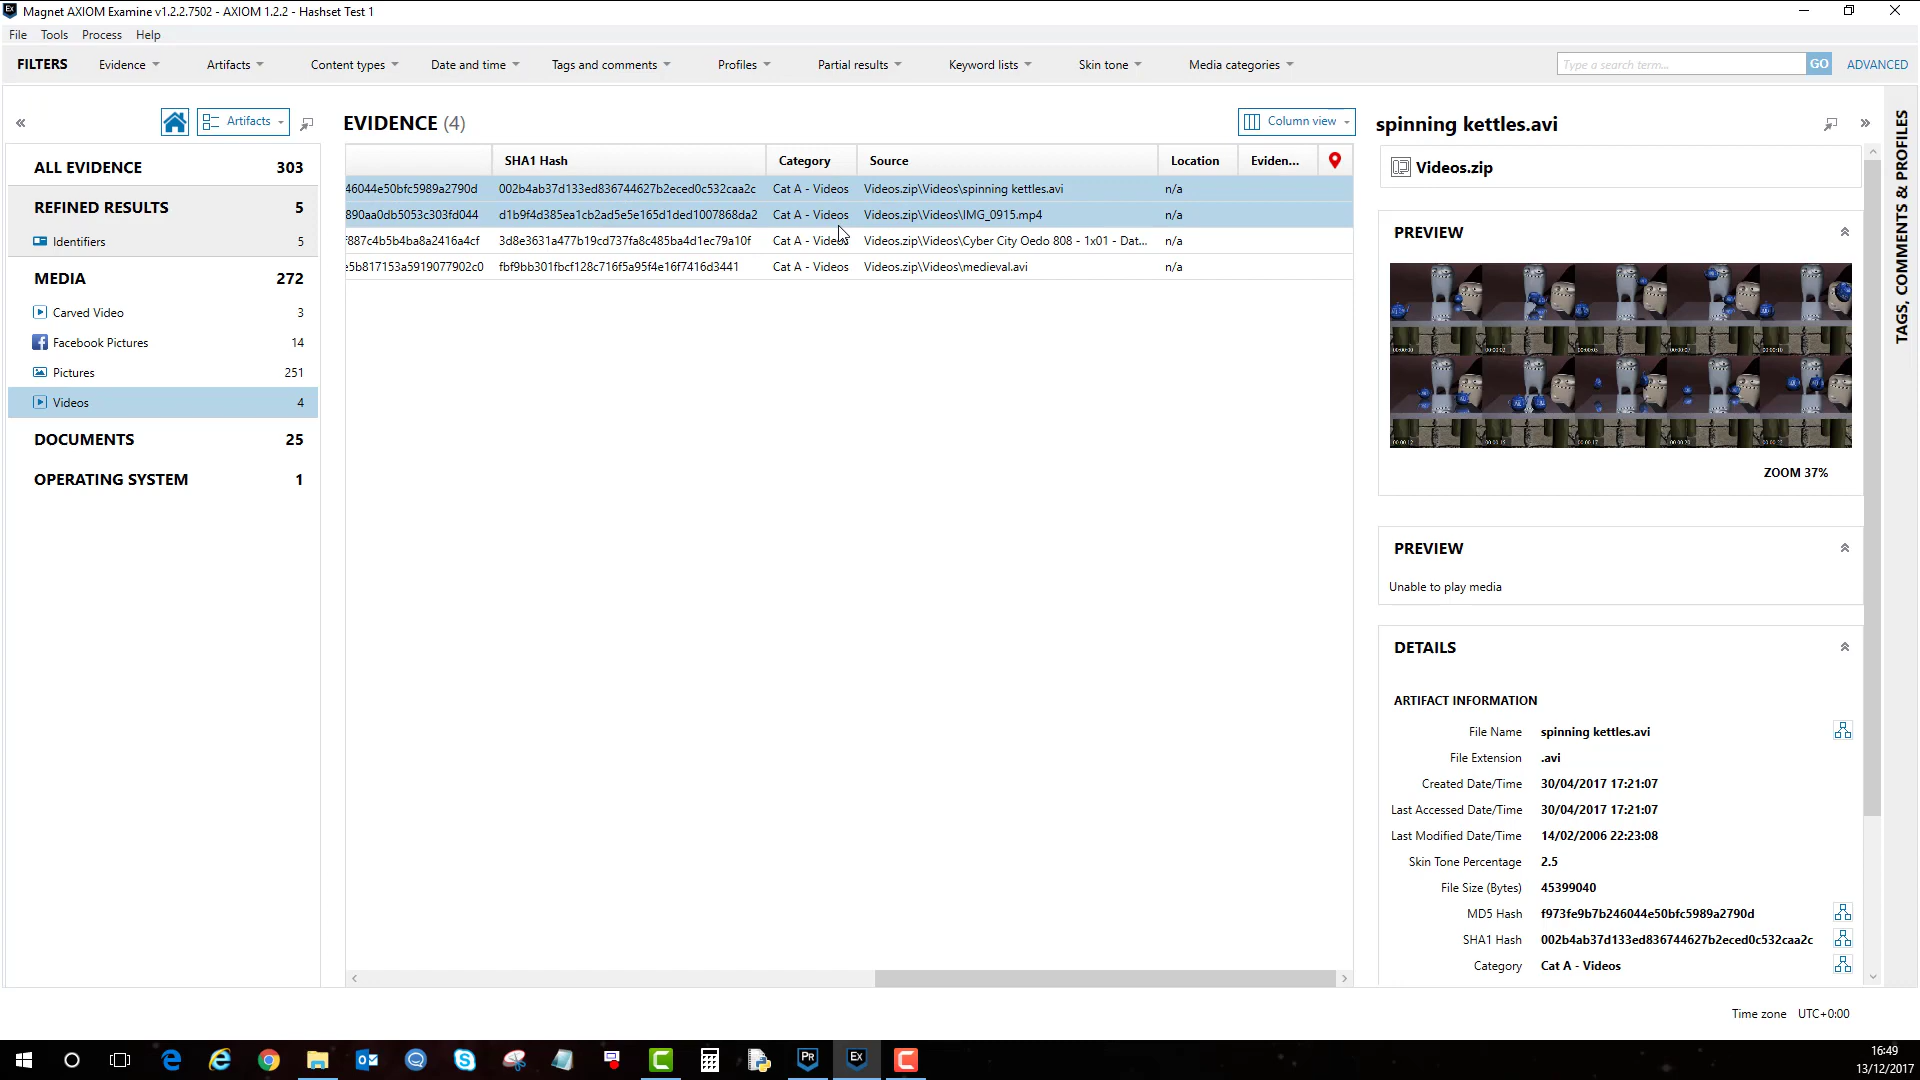 Magnet AXIOM Examine v1.2.2.7502 - AXIOM 1.2.2 - Hashset Test 1
File Tools Process Help
FILTERS Evidence Artifacts Content types Date and time Tags and comments Profiles Partial results Keyword lists Skin tone Media categories Type a search term... GO ADVANCED
Artifacts
EVIDENCE (4)
Column view
ALL EVIDENCE 303
REFINED RESULTS 5
Identifiers 5
MEDIA 272
Carved Video 3
Facebook Pictures 14
Pictures 251
Videos 4
DOCUMENTS 25
OPERATING SYSTEM 1
SHA1 Hash Category Source Location Eviden...
46044e50bfc5989a2790d 002b4ab37d133ed836744627b2eced0c532caa2c Cat A - Videos Videos.zip\Videos\spinning kettles.avi n/a
890aa0db5053c303fd044 d1b9f4d385ea1cb2ad5e5e165d1ded1007868da2 Cat A - Videos Videos.zip\Videos\IMG_0915.mp4 n/a
f887c4b5b4ba8a2416a4cf 3d8e3631a477b19cd737fa8c485ba4d1ec79a10f Cat A - Videos Videos.zip\Videos\Cyber City Oedo 808 - 1x01 - Dat... n/a
e5b817153a5919077902c0 fbf9bb301fbcf128c716f5a95f4e16f7416d3441 Cat A - Videos Videos.zip\Videos\medieval.avi n/a
spinning kettles.avi
Videos.zip
PREVIEW
ZOOM 37%
PREVIEW
Unable to play media
DETAILS
ARTIFACT INFORMATION
File Name spinning kettles.avi
File Extension .avi
Created Date/Time 30/04/2017 17:21:07
Last Accessed Date/Time 30/04/2017 17:21:07
Last Modified Date/Time 14/02/2006 22:23:08
Skin Tone Percentage 2.5
File Size (Bytes) 45399040
MD5 Hash f973fe9b7b246044e50bfc5989a2790d
SHA1 Hash 002b4ab37d133ed836744627b2eced0c532caa2c
Category Cat A - Videos
TAGS, COMMENTS & PROFILES
Time zone UTC+0:00
16:49
13/12/2017